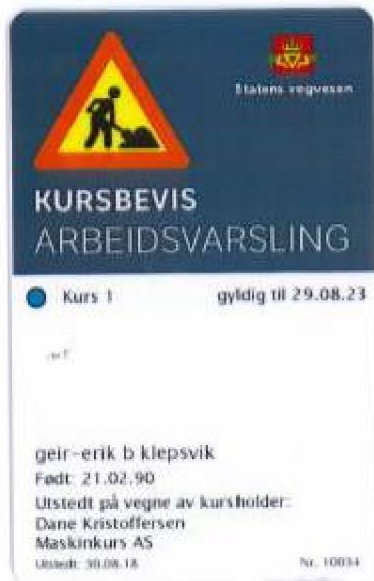 Statens vegvesen
KURSBEVIS
ARBEIDSVARSLING
Kurs 1 gyldig til 29.08.23
geir-erik b klepsvik
Født: 21.02.90
Utstedt på vegne av kursholder:
Dane Kristoffersen
Maskinkurs AS
Utstedt: 30.08.18 Nr. 10034